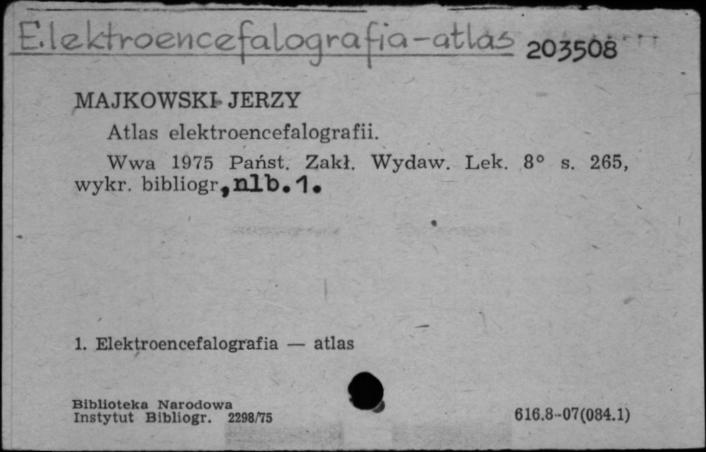 Elektroencefalografia-atlas 203508
MAJKOWSKI JERZY
Atlas elektroencefalografii.
Wwa 1975 Państ. Zakł. Wydaw. Lek. 8° s. 265,
wykr. bibliogr, nlb. 1.
1. Elektroencefalografia — atlas
Biblioteka Narodowa
Instytut Bibliogr. 2298/75
616.8-07(084.1)